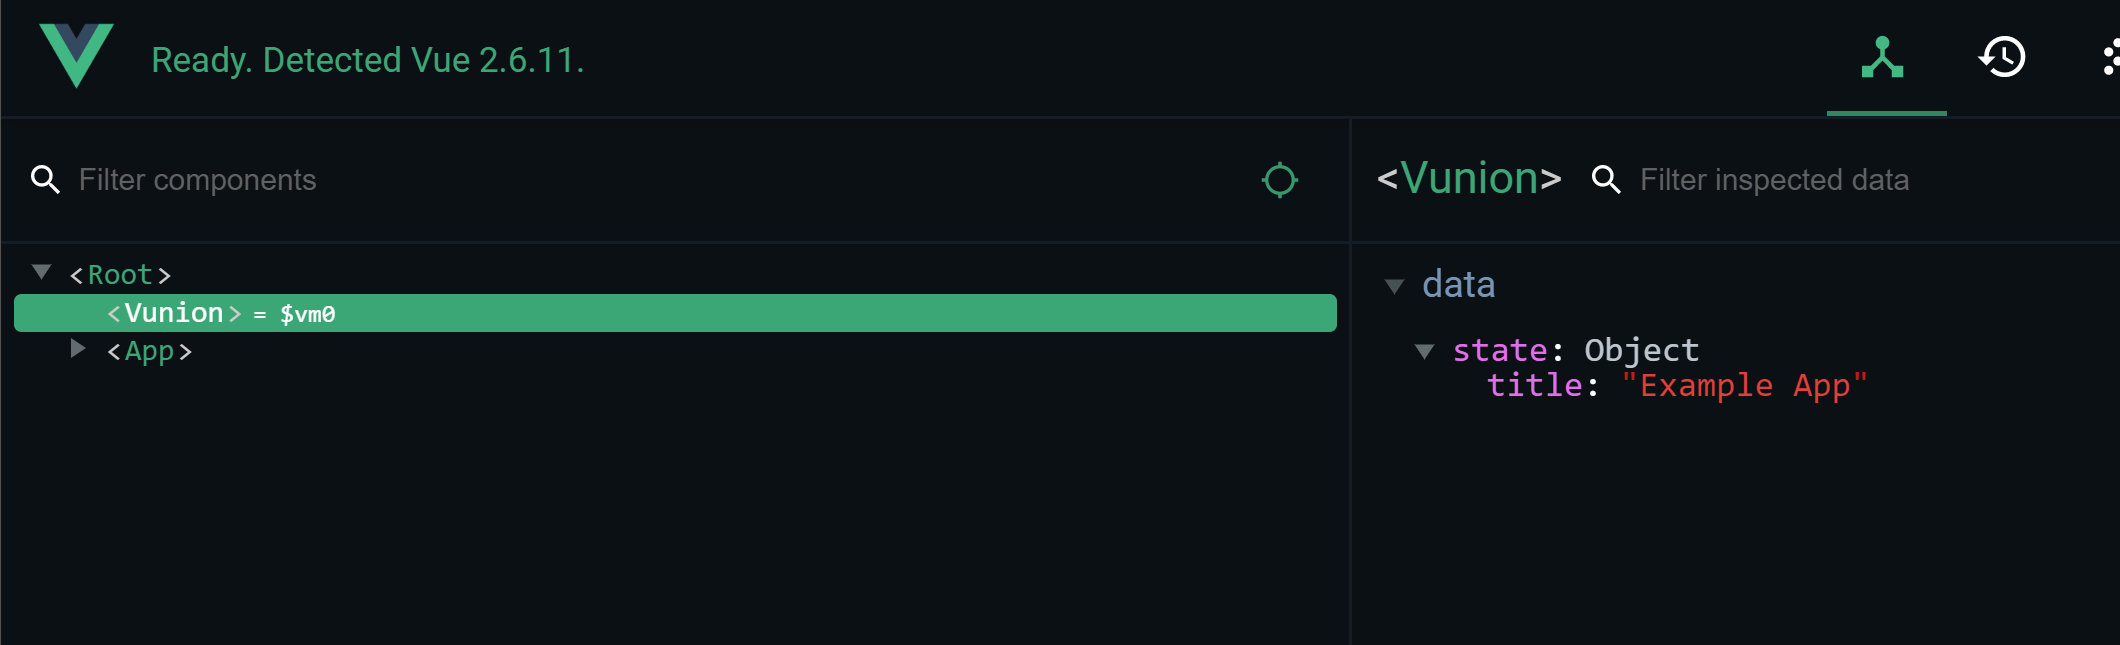 Ready. Detected Vue 2.6.11.
Filter components
<Root>
<Vunion> = $vm0
<App>
<Vunion>
Filter inspected data
data
state: Object
title: "Example App"